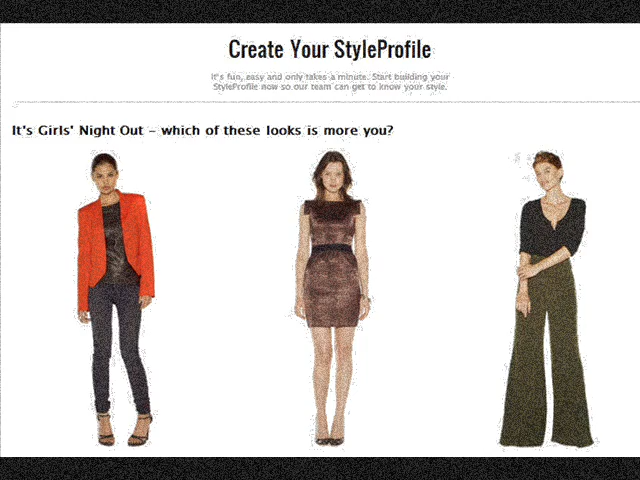 Create Your StyleProfile
It's fun, easy and only takes a minute. Start building your
StyleProfile now so our team can get to know your style.
It's Girls' Night Out - which of these looks is more you?